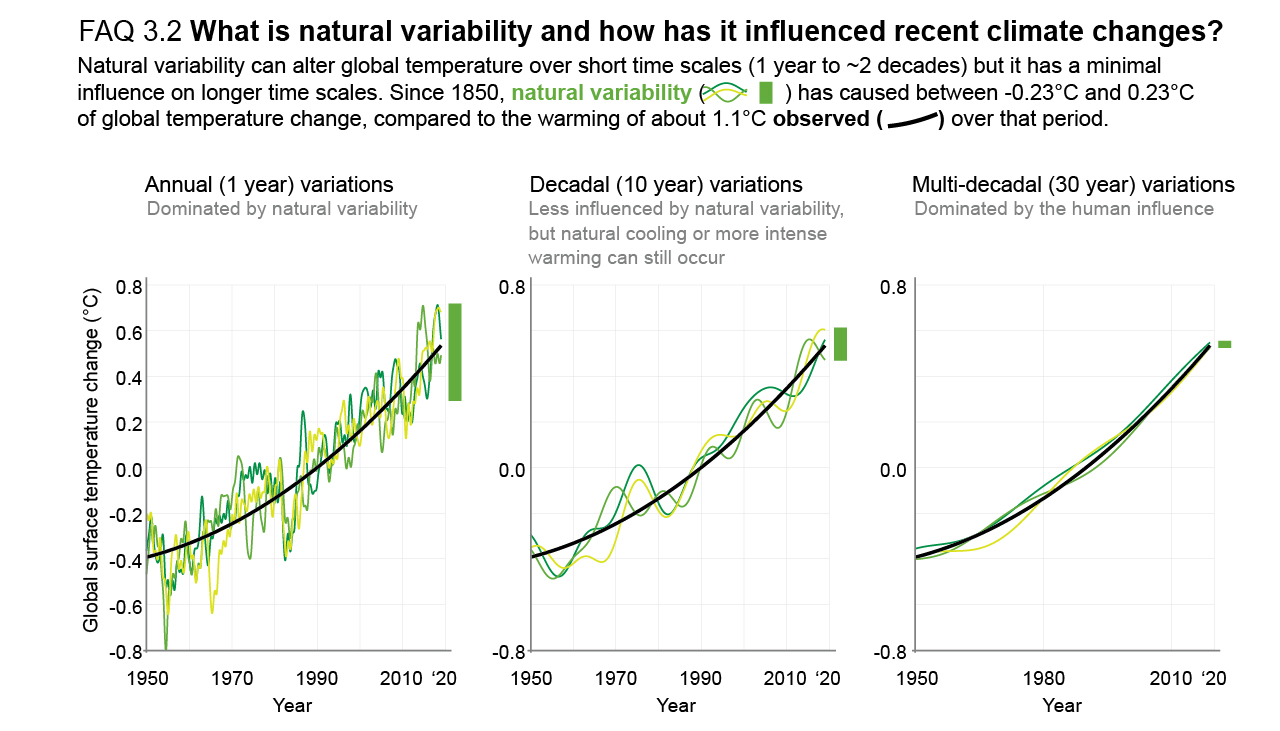 FAQ 3.2 What is natural variability and how has it influenced recent climate changes?
Natural variability can alter global temperature over short time scales (1 year to ~2 decades) but it has a minimal
influence on longer time scales. Since 1850, natural variability ( ) has caused between -0.23°C and 0.23°C
of global temperature change, compared to the warming of about 1.1°C observed ( ) over that period.
Annual (1 year) variations
Dominated by natural variability
Decadal (10 year) variations
Less influenced by natural variability,
but natural cooling or more intense
warming can still occur
Multi-decadal (30 year) variations
Dominated by the human influence
Global surface temperature change (°C)
0.8
0.6
0.4
0.2
0.0
-0.2
-0.4
-0.6
-0.8
1950 1970 1990 2010 ‘20
Year
0.8
0.0
-0.8
1950 1970 1990 2010 ‘20
Year
0.8
0.0
-0.8
1950 1980 2010 ‘20
Year